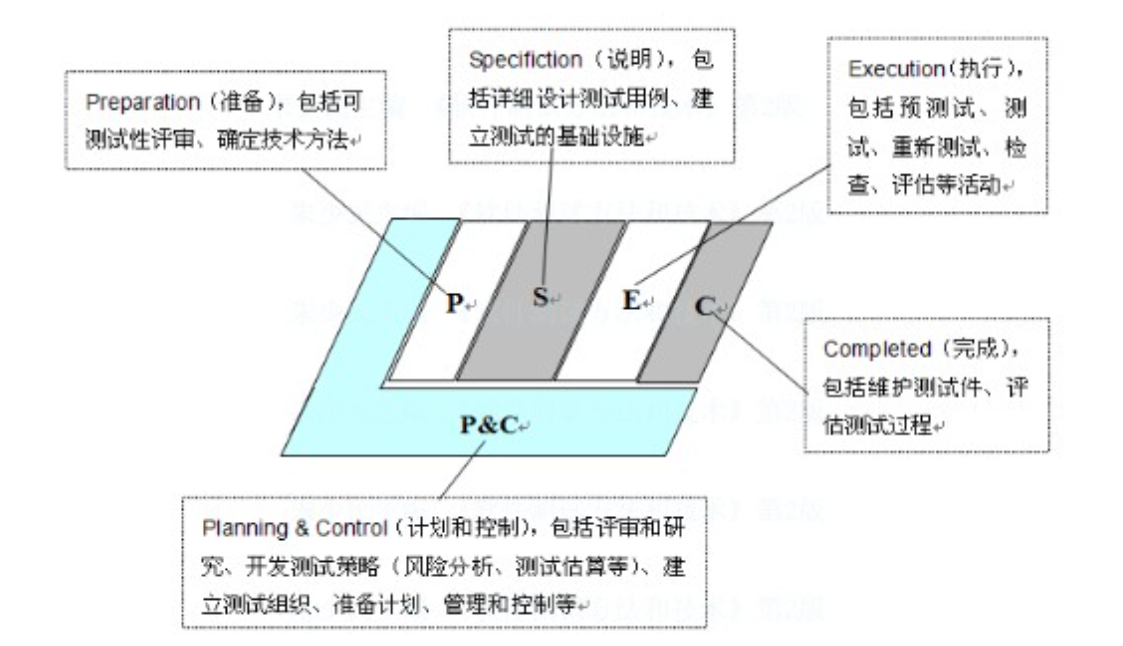 Preparation（准备），包括可
测试性评审、确定技术方法
Specifiction（说明），包
括详细设计测试用例、建
立测试的基础设施
Execution(执行)，
包括预测试、测
试、重新测试、检
查、评估等活动
P
S
E
C
P&C
Completed（完成），
包括维护测试件、评
估测试过程
Planning & Control（计划和控制），包括评审和研
究、开发测试策略（风险分析、测试估算等）、建
立测试组织、准备计划、管理和控制等